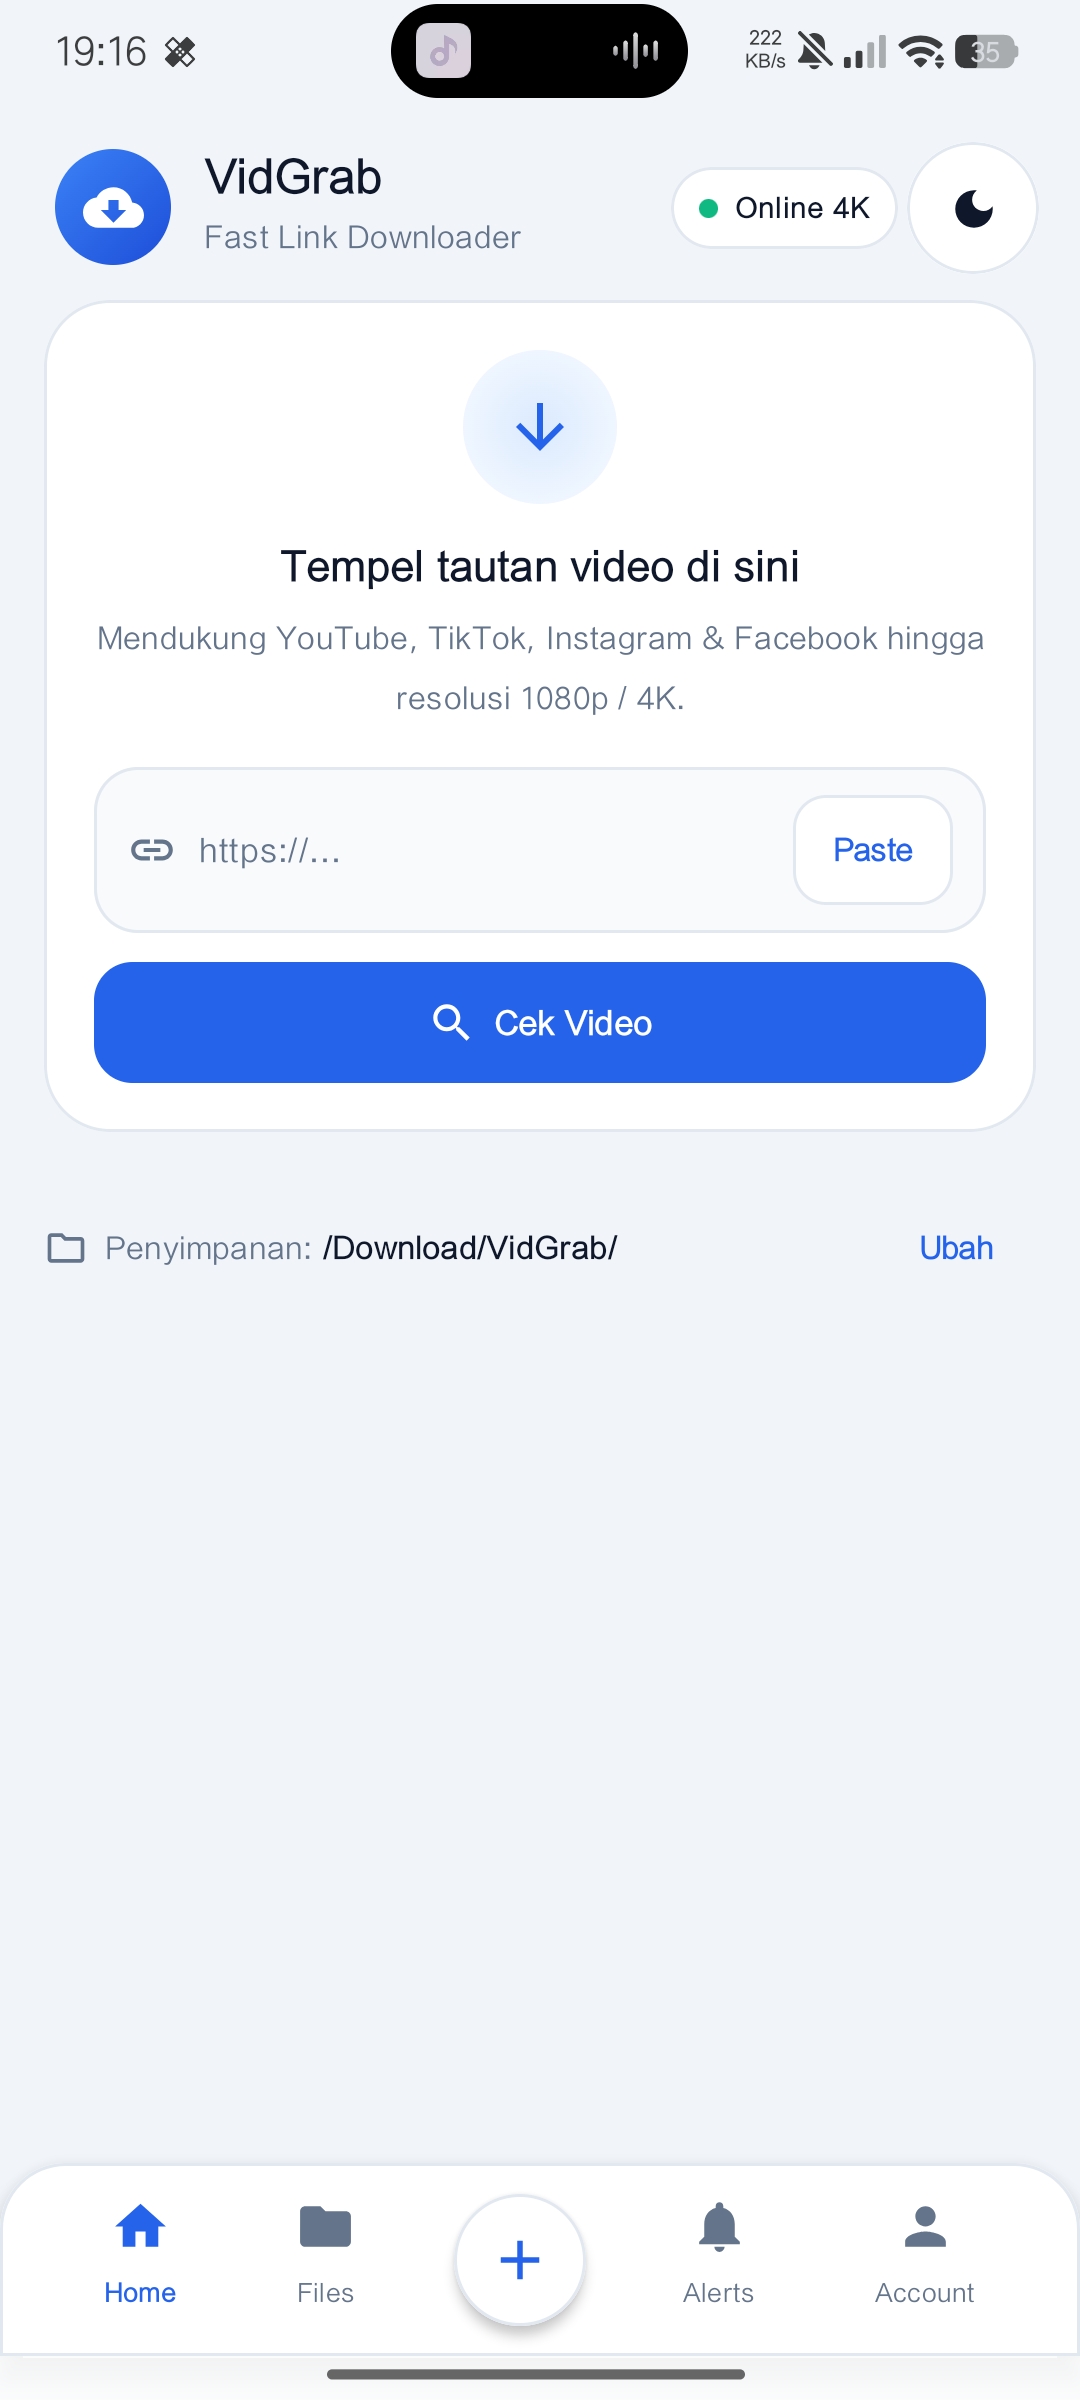 19:16
222
KB/s
35
VidGrab
Fast Link Downloader
Online 4K
Tempel tautan video di sini
Mendukung YouTube, TikTok, Instagram & Facebook hingga
resolusi 1080p / 4K.
https://...
Paste
Cek Video
Penyimpanan: /Download/VidGrab/
Ubah
Home
Files
Alerts
Account